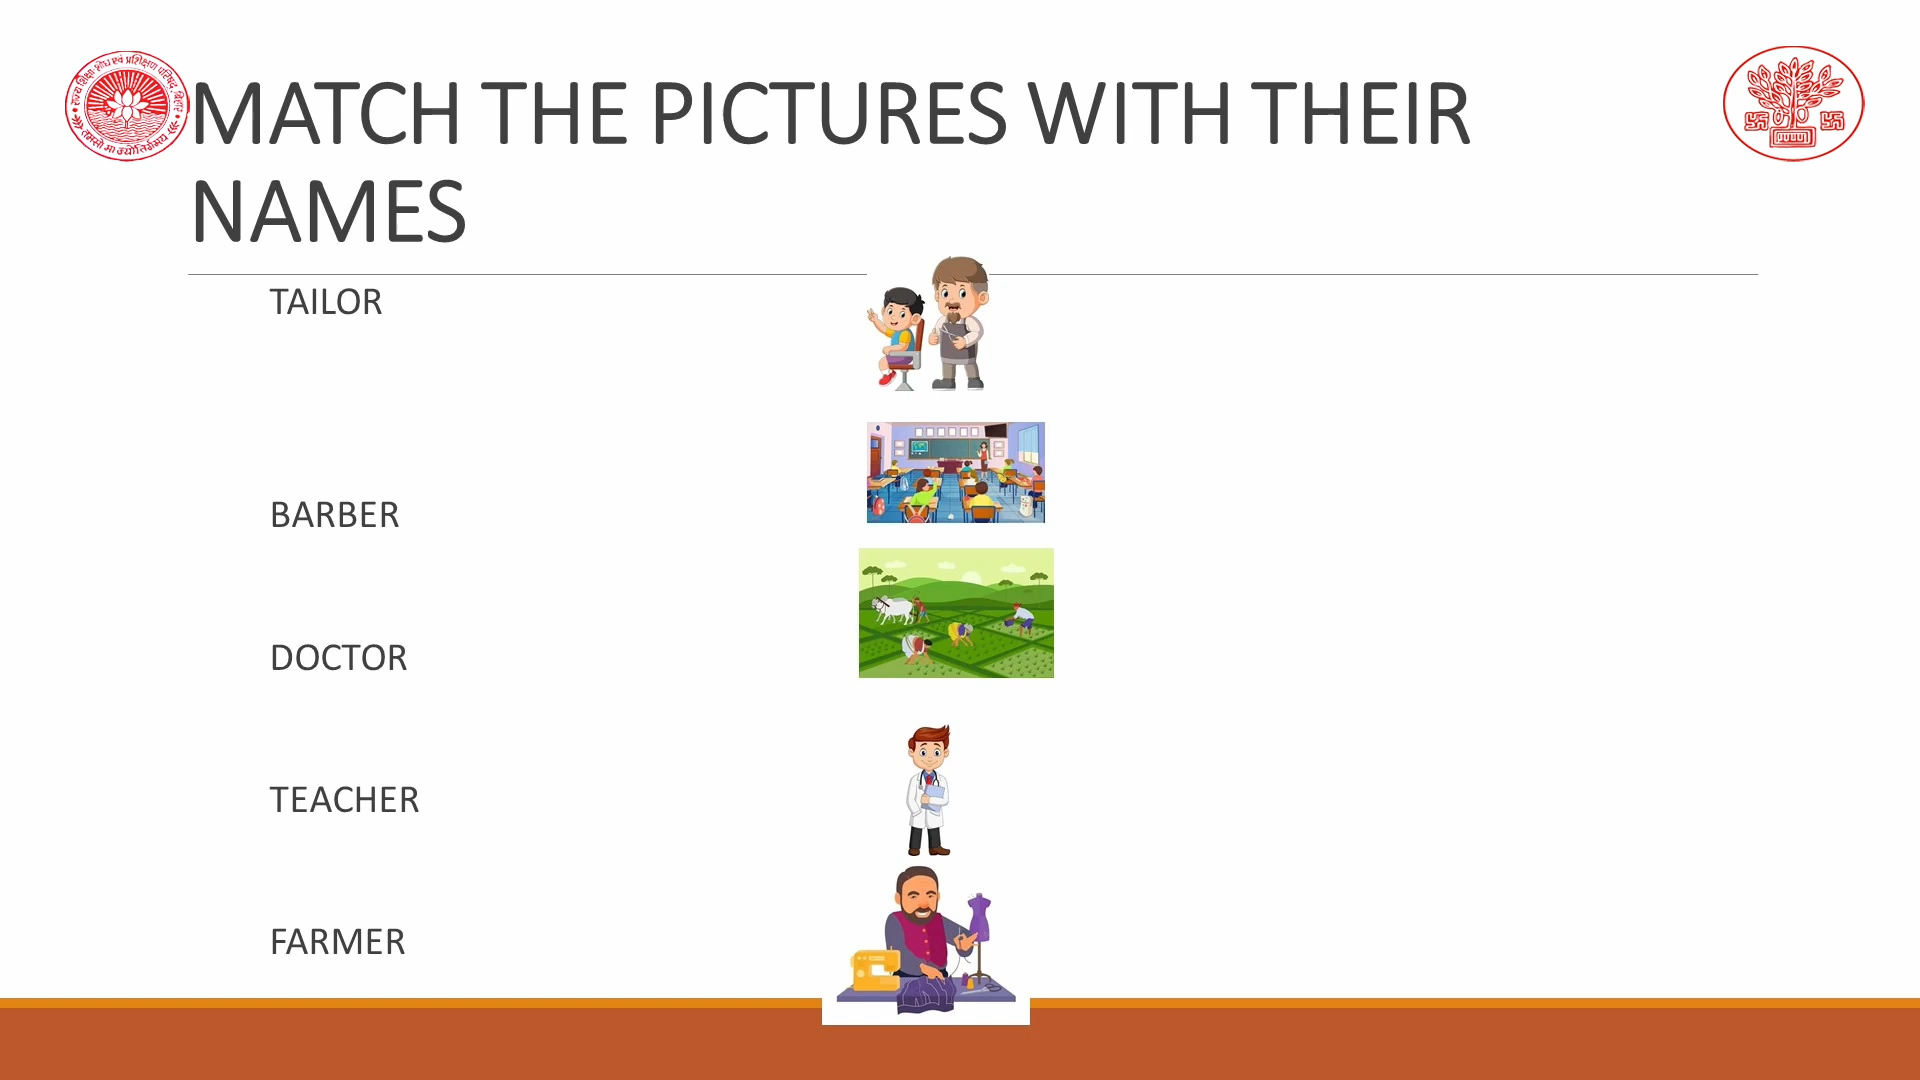 MATCH THE PICTURES WITH THEIR
NAMES
TAILOR
BARBER
DOCTOR
TEACHER
FARMER